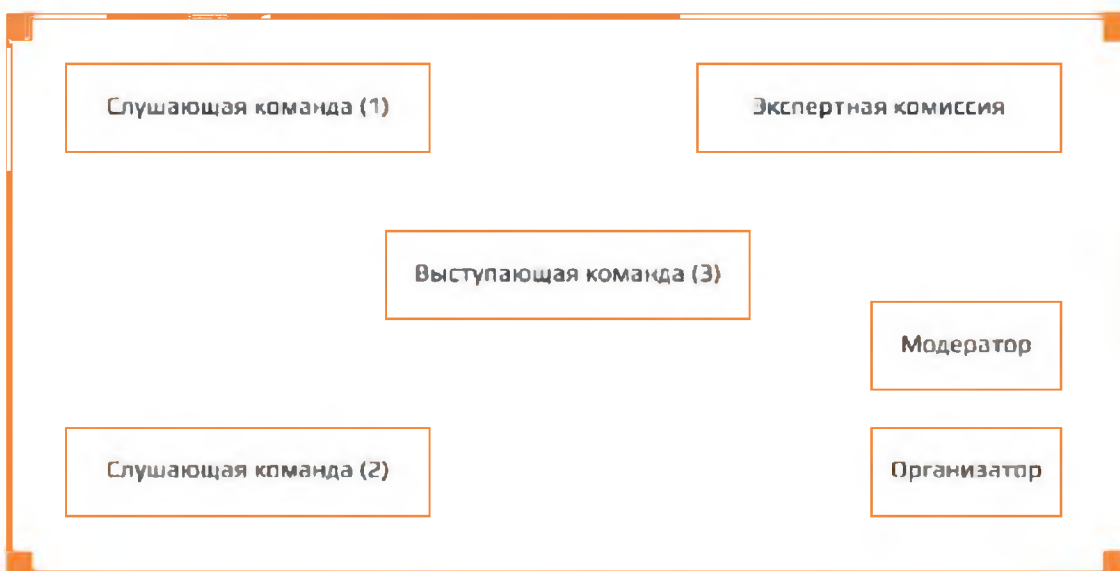 Слушающая команда (1)
Экспертная комиссия
Выступающая команда (3)
Модератор
Слушающая команда (2)
Организатор